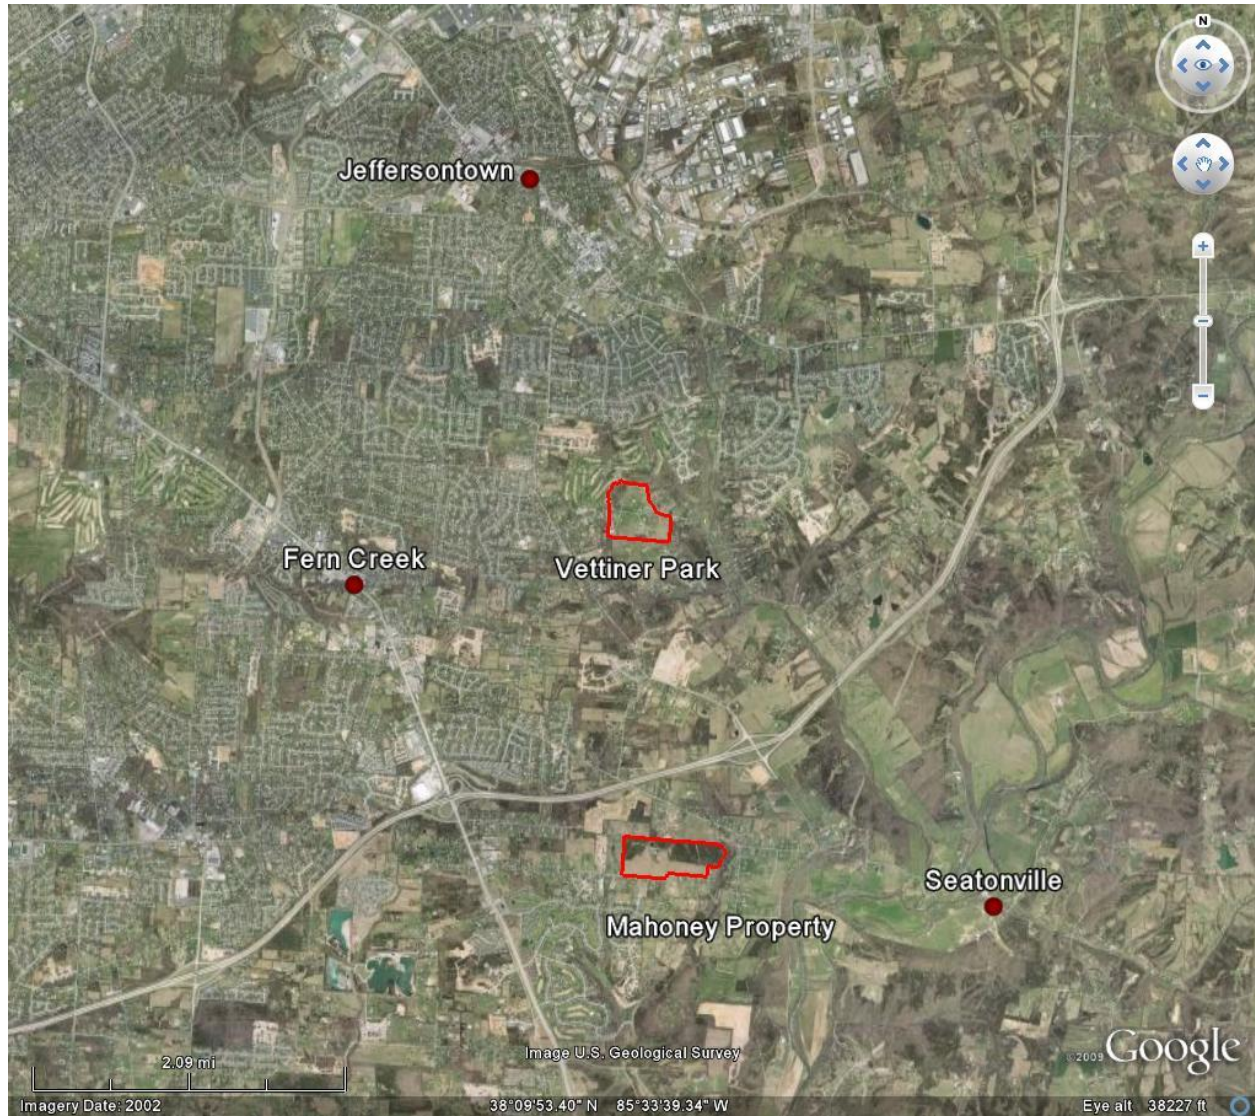 N
Jeffersontown
Fern Creek
Vettiner Park
Seatonville
Mahoney Property
Image U.S. Geological Survey
©2009 Google
2.09 mi
Imagery Date: 2002
38°09'53.40" N 85°33'39.34" W
Eye alt 38227 ft